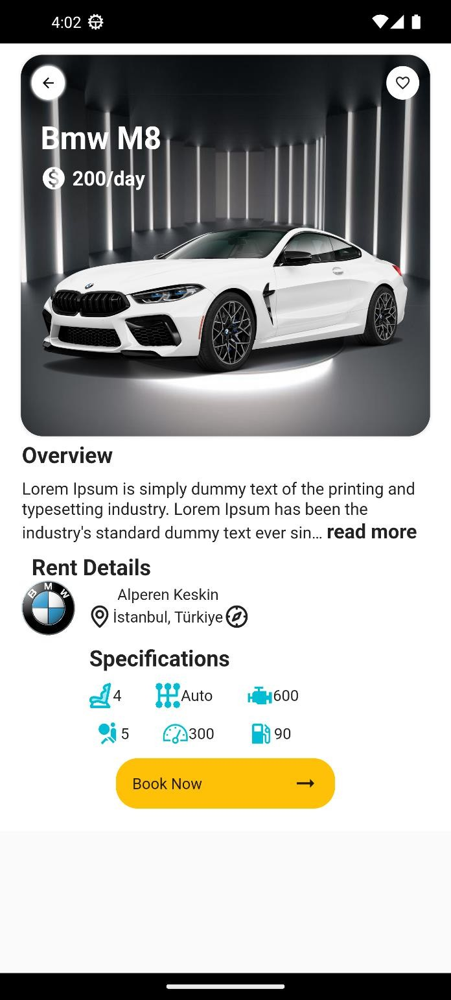 4:02
Bmw M8
$ 200/day
Overview
Lorem Ipsum is simply dummy text of the printing and
typesetting industry. Lorem Ipsum has been the
industry's standard dummy text ever sin... read more
Rent Details
BMW
Alperen Keskin
İstanbul, Türkiye
Specifications
4 Auto 600
5 300 90
Book Now